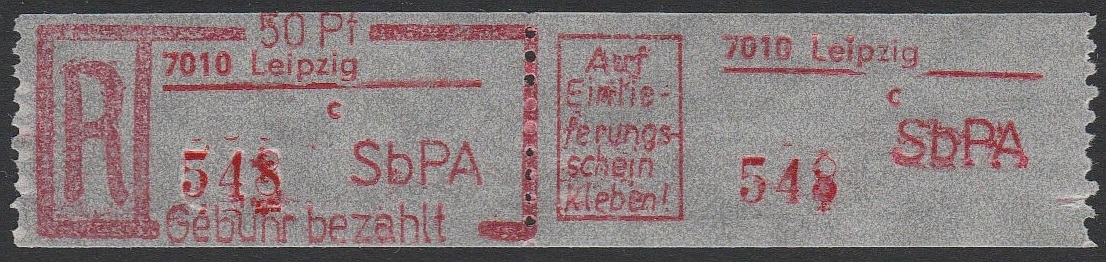 50 Pf
R
7010 Leipzig
c
548
SbPA
Gebühr bezahlt
Auf
Einlie-
ferungs-
schein
kleben!
7010 Leipzig
c
SbPA
548